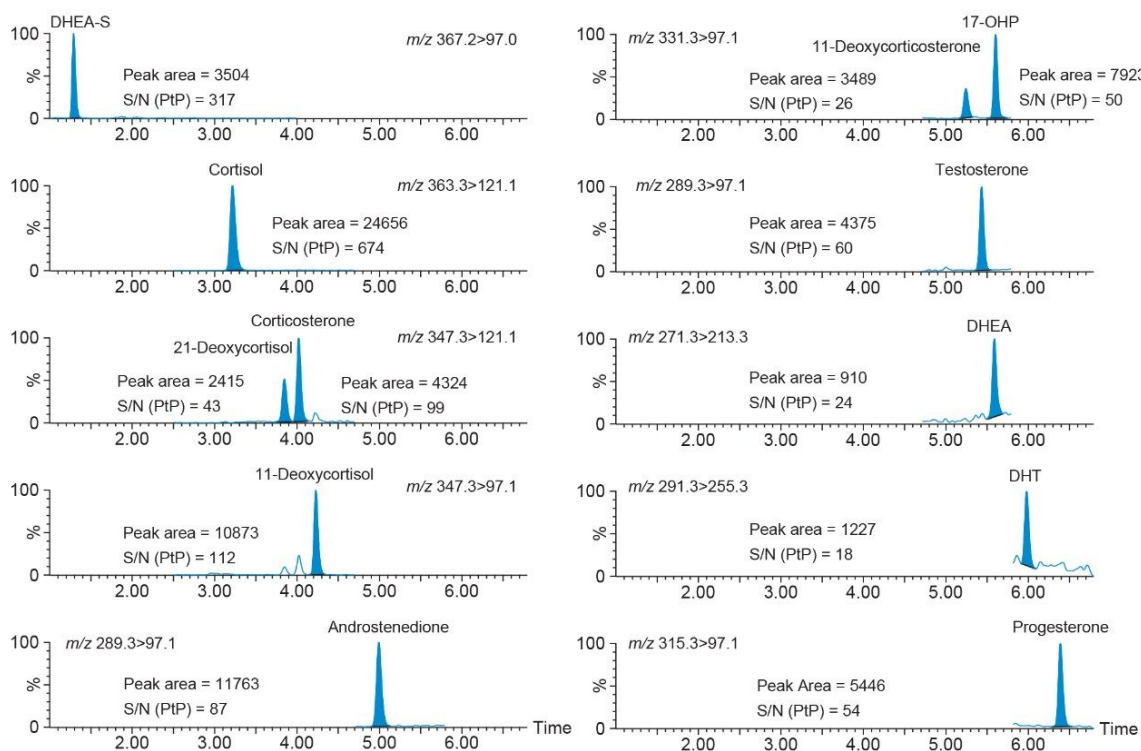 DHEA-S
m/z 367.2>97.0
100
%
0
Peak area = 3504
S/N (PtP) = 317
2.00 3.00 4.00 5.00 6.00
Cortisol
m/z 363.3>121.1
100
%
0
Peak area = 24656
S/N (PtP) = 674
2.00 3.00 4.00 5.00 6.00
Corticosterone
m/z 347.3>121.1
21-Deoxycortisol
100
%
0
Peak area = 2415
S/N (PtP) = 43
Peak area = 4324
S/N (PtP) = 99
2.00 3.00 4.00 5.00 6.00
11-Deoxycortisol
m/z 347.3>97.1
100
%
0
Peak area = 10873
S/N (PtP) = 112
2.00 3.00 4.00 5.00 6.00
Androstenedione
m/z 289.3>97.1
100
%
0
Peak area = 11763
S/N (PtP) = 87
2.00 3.00 4.00 5.00 6.00
Time
17-OHP
m/z 331.3>97.1
11-Deoxycorticosterone
100
%
0
Peak area = 3489
S/N (PtP) = 26
Peak area = 7923
S/N (PtP) = 50
2.00 3.00 4.00 5.00 6.00
Testosterone
m/z 289.3>97.1
100
%
0
Peak area = 4375
S/N (PtP) = 60
2.00 3.00 4.00 5.00 6.00
DHEA
m/z 271.3>213.3
100
%
0
Peak area = 910
S/N (PtP) = 24
2.00 3.00 4.00 5.00 6.00
DHT
m/z 291.3>255.3
100
%
0
Peak area = 1227
S/N (PtP) = 18
2.00 3.00 4.00 5.00 6.00
Progesterone
m/z 315.3>97.1
100
%
0
Peak Area = 5446
S/N (PtP) = 54
2.00 3.00 4.00 5.00 6.00
Time